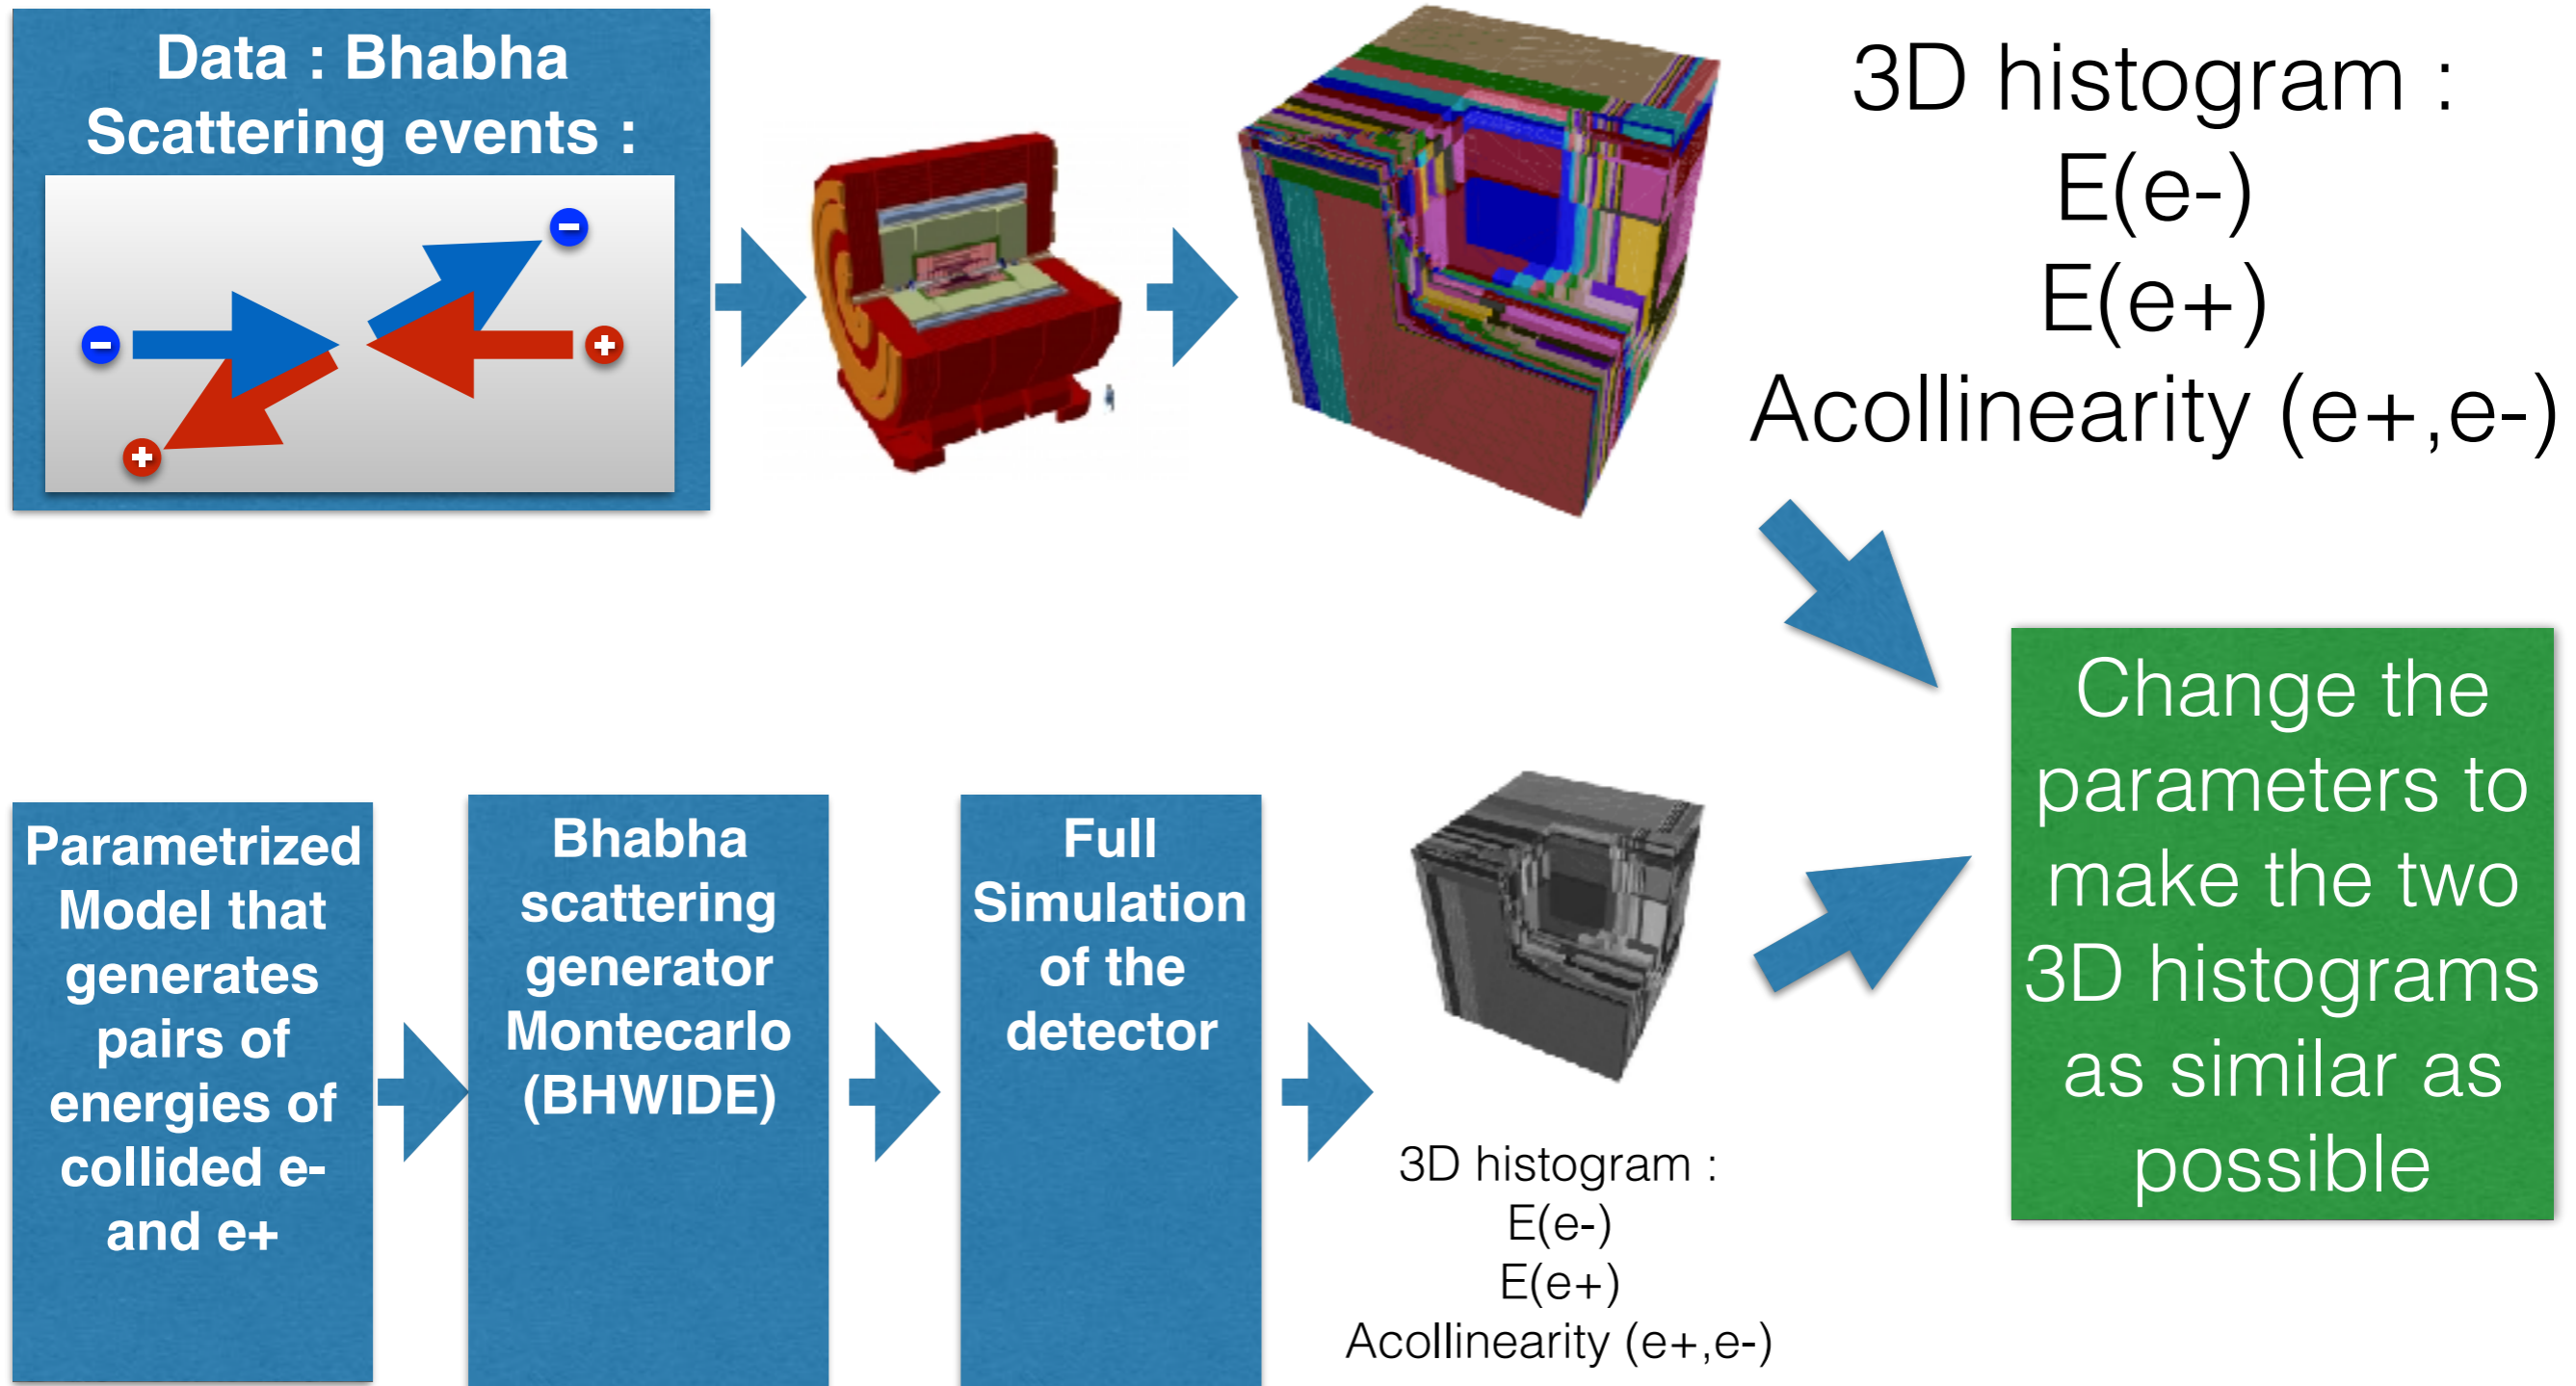 Data : Bhabha
Scattering events :
-
-
+
+
3D histogram :
E(e-)
E(e+)
Acollinearity (e+,e-)
Parametrized
Model that
generates
pairs of
energies of
collided e-
and e+
Bhabha
scattering
generator
Montecarlo
(BHWIDE)
Full
Simulation
of the
detector
3D histogram :
E(e-)
E(e+)
Acollinearity (e+,e-)
Change the
parameters to
make the two
3D histograms
as similar as
possible